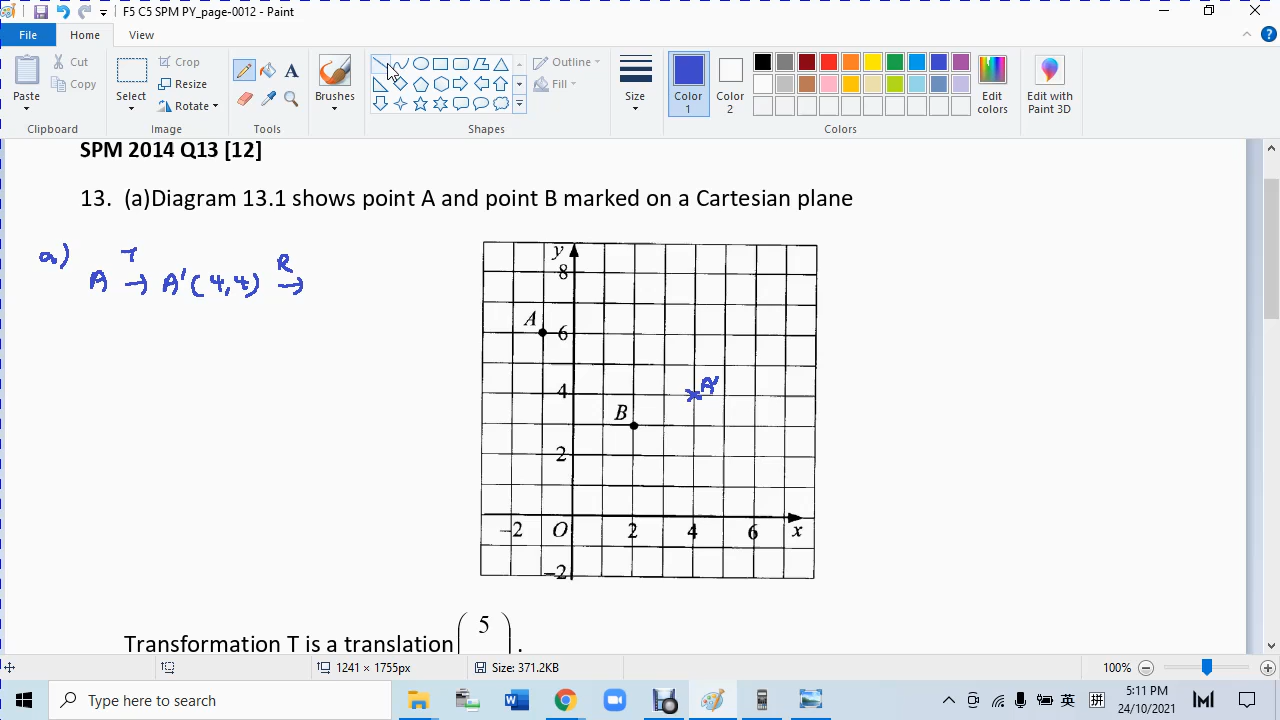 F5 C5 SPM PY_page-0012 - Paint
File Home View
Paste Cut Copy
Clipboard
Select Crop Resize Rotate
Image
Tools
Brushes
Shapes
Outline Fill
Size
Color 1
Color 2
Edit colors
Colors
Edit with Paint 3D
SPM 2014 Q13 [12]
13. (a)Diagram 13.1 shows point A and point B marked on a Cartesian plane
a) T R
A → A'(4,4) →
y
8
A
6
4
A'
B
2
-2 O 2 4 6 x
-2
5
Transformation T is a translation ( ) .
1241 × 1755px
Size: 371.2KB
100%
Type here to search
英 拼
5:11 PM
24/10/2021